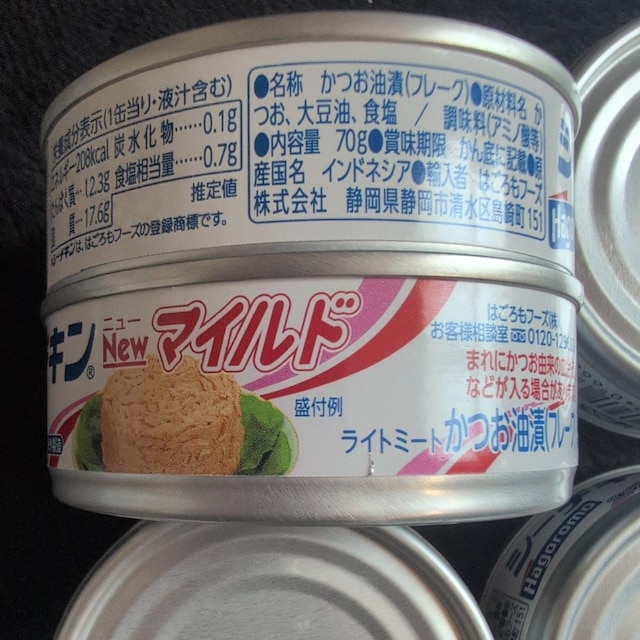 成分表示(1缶当り・液汁含む)
ネルギー208kcal 炭水化物……0.1g
質…12.3g 食塩相当量……0.7g
質…17.6g 推定値
キン®は、はごろもフーズの登録商標です。
●名称 かつお油漬(フレーク)●原材料名 か
つお、大豆油、食塩 / 調味料(アミノ酸等)
●内容量 70g●賞味期限 かん底に記載●原
産国名 インドネシア●輸入者 はごろもフーズ
株式会社 静岡県静岡市清水区島崎町151
キン®
ニュー
New マイルド
盛付例
はごろもフーズ(株)
お客様相談室 0120-123
まれにかつお由来の
などが入る場合があり
ライトミート かつお油漬(フレーク
Hagoromo